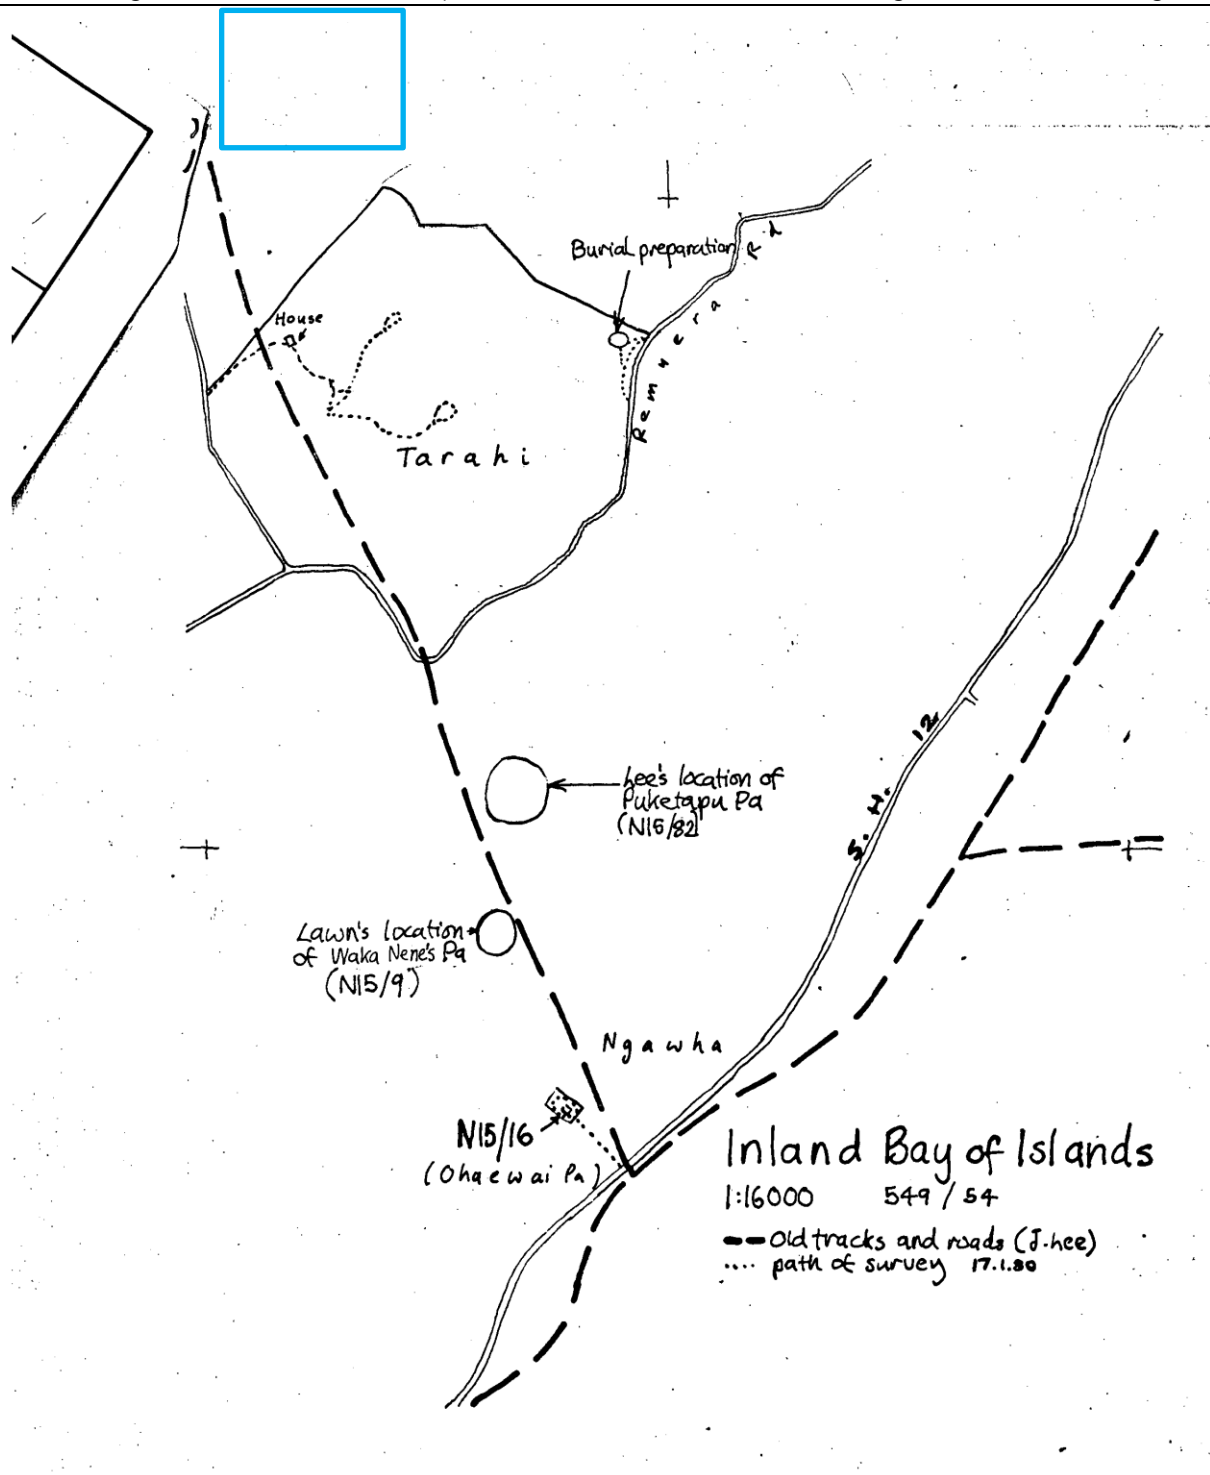 Burial preparation
Remuera Rd
House
Tarahi
Lee's location of
Puketapu Pa
(N15/82)
S. H. 12
Lawn's location
of Waka Nene's Pa
(N15/9)
Ngawha
N15/16
(Ohaewai Pa)
Inland Bay of Islands
1:16000 549 / 54
Old tracks and roads (J. Lee)
path of survey 17.1.80